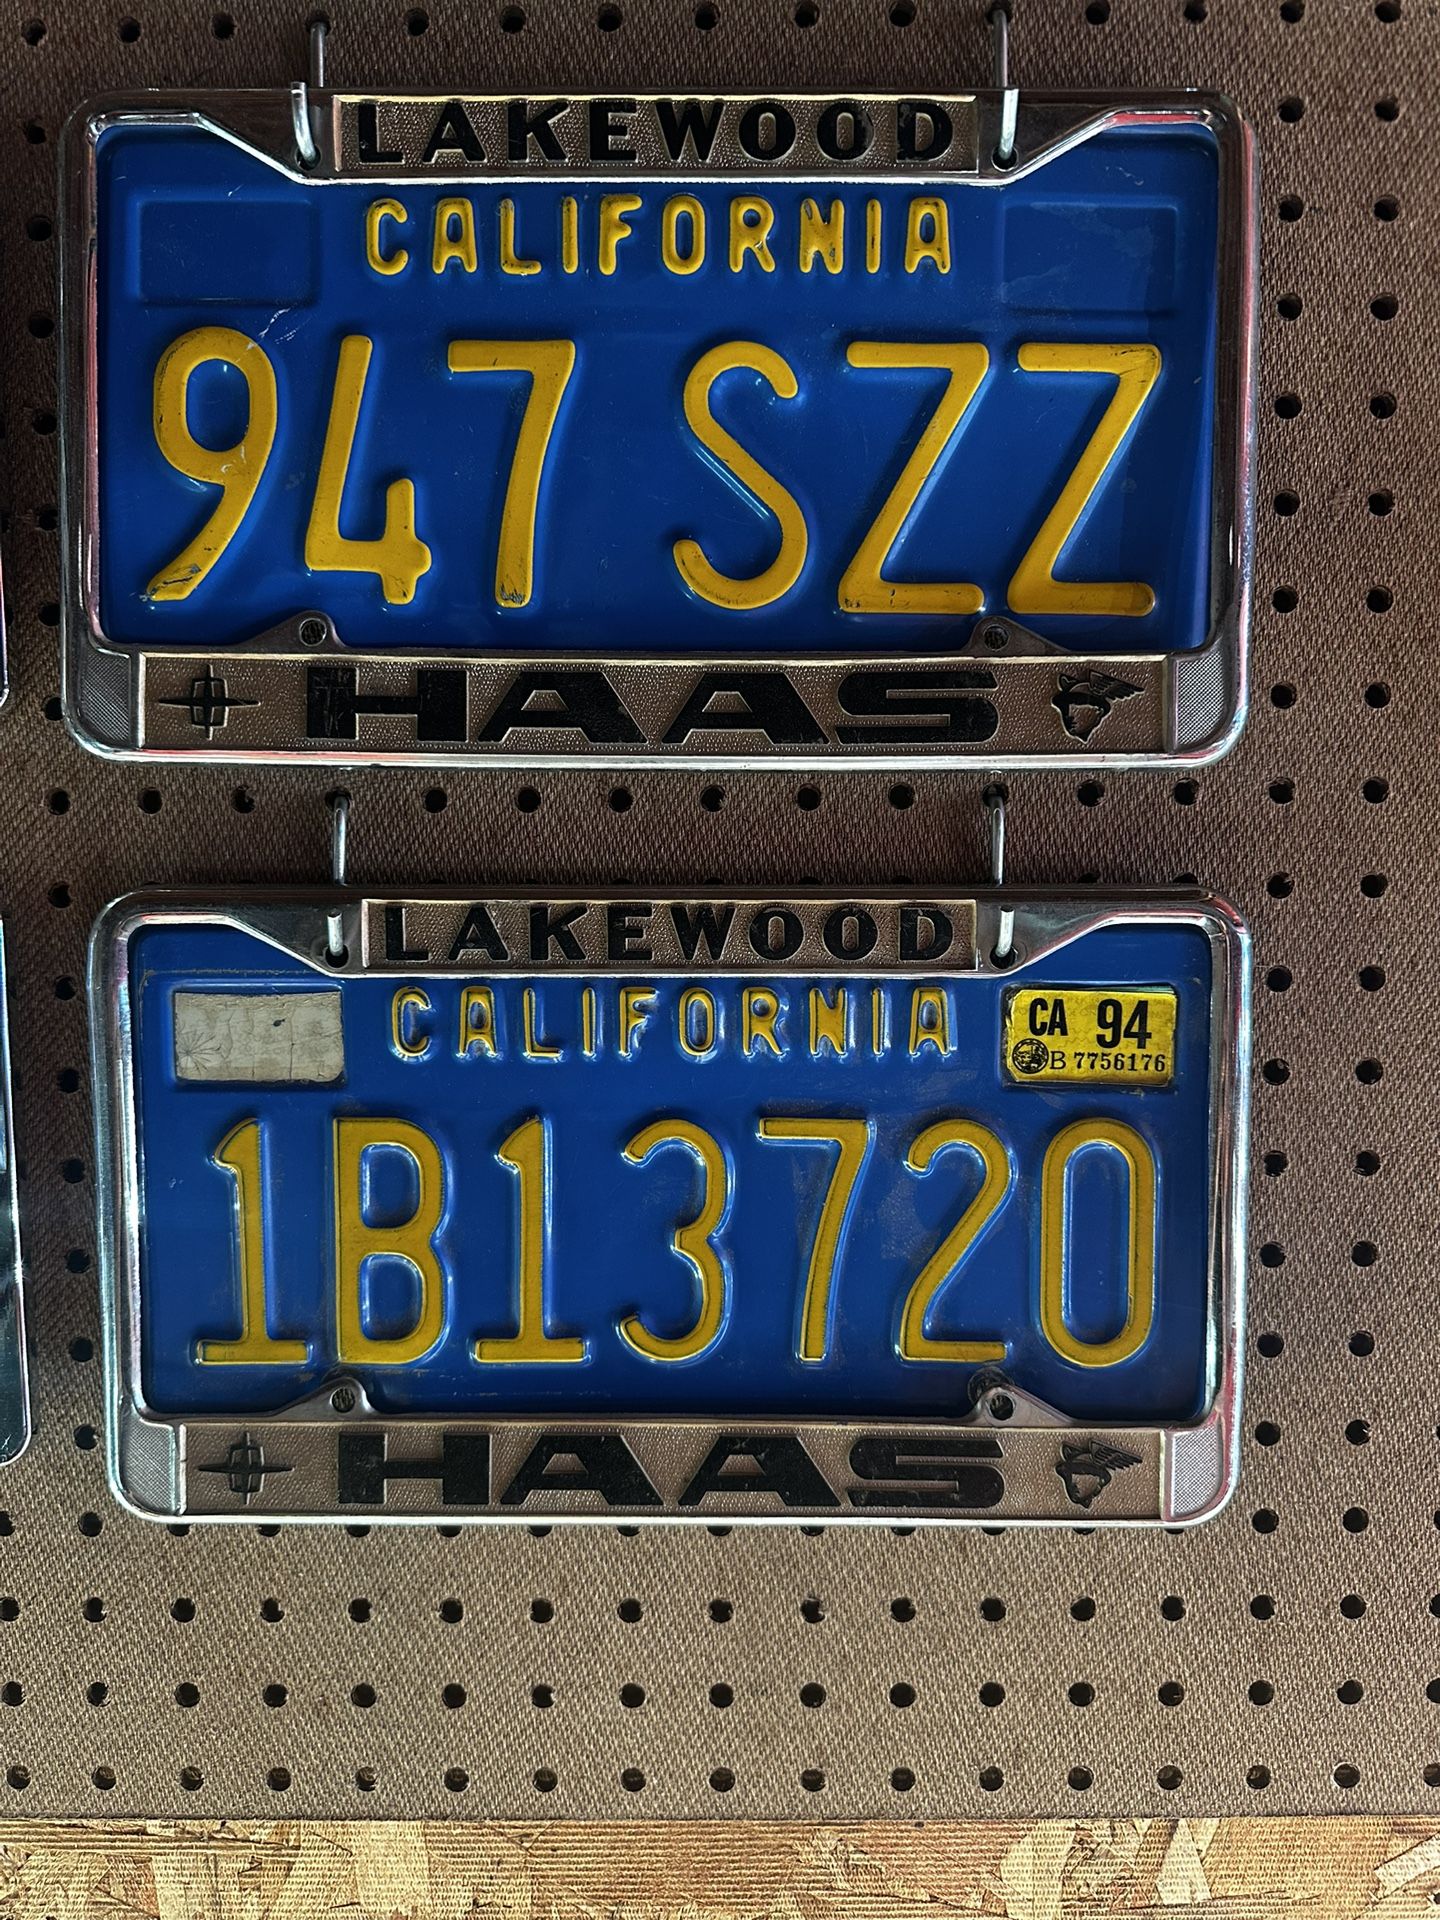 LAKEWOOD
CALIFORNIA
947 SZZ
HAAS
LAKEWOOD
CALIFORNIA
CA 94
B 7756176
1B13720
HAAS